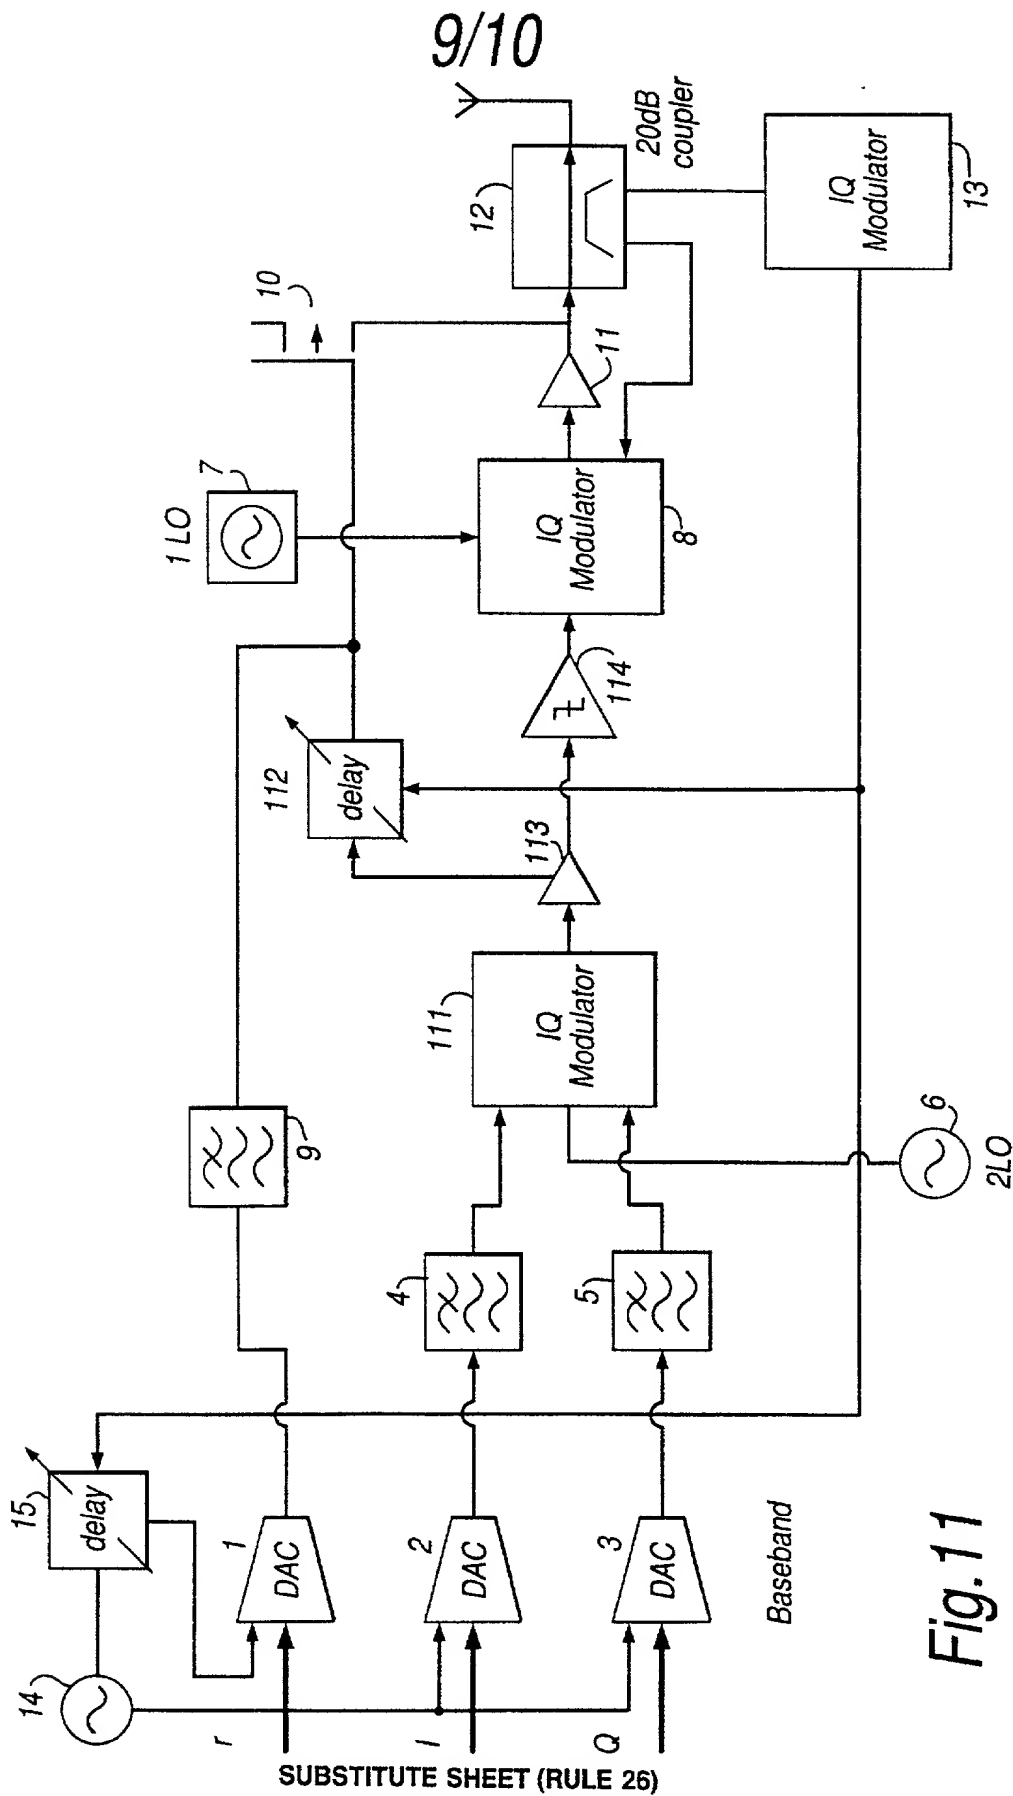 9/10
SUBSTITUTE SHEET (RULE 26)
14
15
delay
r
1
DAC
I
2
DAC
Q
3
DAC
Baseband
9
4
5
6
2LO
111
IQ
Modulator
113
112
delay
114
1 LO
7
IQ
Modulator
8
10
11
12
20dB
coupler
IQ
Modulator
13
Fig. 11